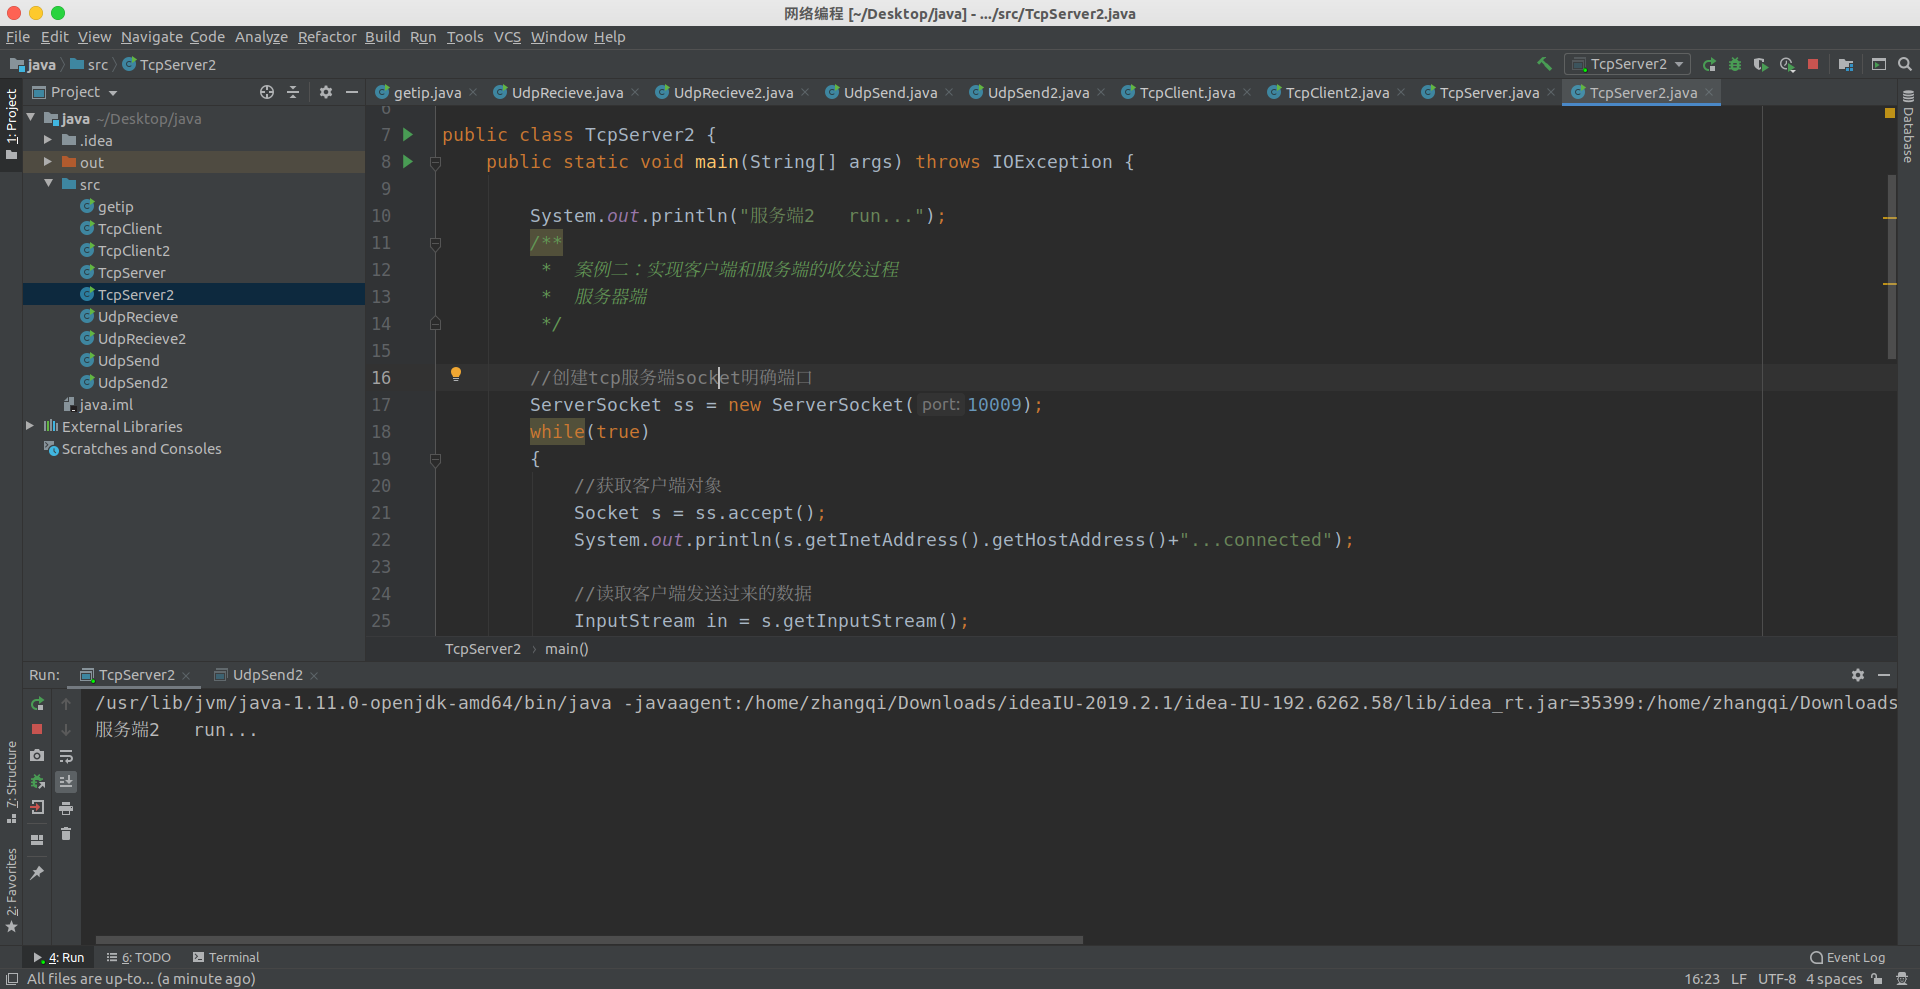 网络编程 [~/Desktop/java] - .../src/TcpServer2.java
File Edit View Navigate Code Analyze Refactor Build Run Tools VCS Window Help
java src TcpServer2
TcpServer2
1: Project
Project
java ~/Desktop/java
.idea
out
src
getip
TcpClient
TcpClient2
TcpServer
TcpServer2
UdpRecieve
UdpRecieve2
UdpSend
UdpSend2
java.iml
External Libraries
Scratches and Consoles
getip.java UdpRecieve.java UdpRecieve2.java UdpSend.java UdpSend2.java TcpClient.java TcpClient2.java TcpServer.java TcpServer2.java
Database
6
7 public class TcpServer2 {
8 public static void main(String[] args) throws IOException {
9
10 System.out.println("服务端2   run...");
11 /**
12 * 案例二：实现客户端和服务端的收发过程
13 * 服务器端
14 */
15
16 //创建tcp服务端socket明确端口
17 ServerSocket ss = new ServerSocket( port: 10009);
18 while(true)
19 {
20 //获取客户端对象
21 Socket s = ss.accept();
22 System.out.println(s.getInetAddress().getHostAddress()+"...connected");
23
24 //读取客户端发送过来的数据
25 InputStream in = s.getInputStream();
TcpServer2 › main()
Run: TcpServer2 UdpSend2
/usr/lib/jvm/java-1.11.0-openjdk-amd64/bin/java -javaagent:/home/zhangqi/Downloads/ideaIU-2019.2.1/idea-IU-192.6262.58/lib/idea_rt.jar=35399:/home/zhangqi/Downloads
服务端2   run...
7: Structure
2: Favorites
4: Run 6: TODO Terminal Event Log
All files are up-to... (a minute ago) 16:23 LF UTF-8 4 spaces